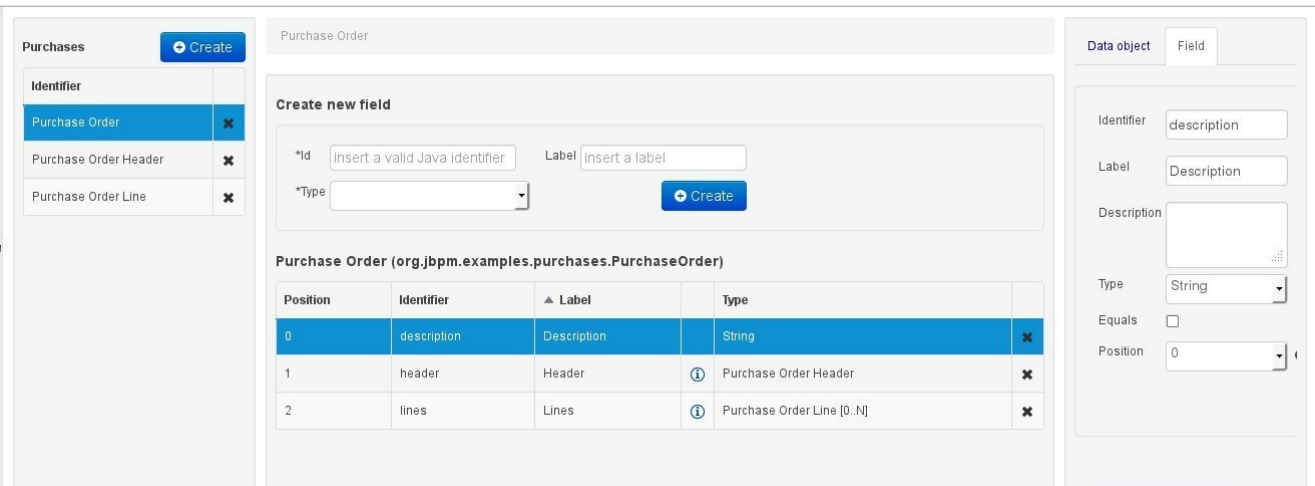 Purchases
Create
Identifier
Purchase Order
Purchase Order Header
Purchase Order Line
Purchase Order
Create new field
*Id Insert a valid Java identifier Label Insert a label
*Type
Create
Purchase Order (org.jbpm.examples.purchases.PurchaseOrder)
Position Identifier Label Type
0 description Description String
1 header Header Purchase Order Header
2 lines Lines Purchase Order Line [0..N]
Data object Field
Identifier description
Label Description
Description
Type String
Equals
Position 0